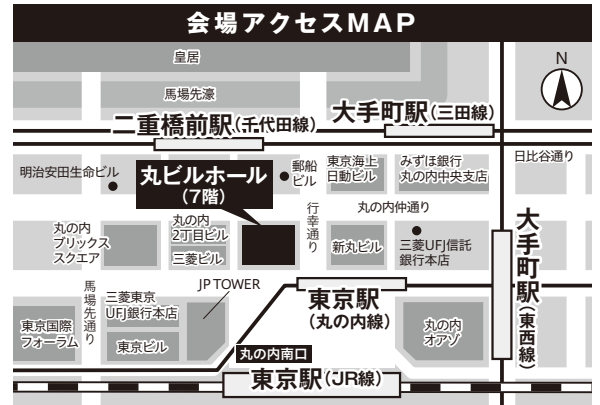 会場アクセスMAP
皇居
馬場先濠
N
大手町駅(三田線)
二重橋前駅(千代田線)
日比谷通り
明治安田生命ビル
丸ビルホール
(7階)
郵船
ビル
東京海上
日動ビル
みずほ銀行
丸の内中央支店
行幸通り
丸の内仲通り
丸の内
ブリックス
スクエア
丸の内
2丁目ビル
三菱ビル
新丸ビル
三菱UFJ信託
銀行本店
大手町駅(東西線)
馬場先通り
JP TOWER
三菱東京
UFJ銀行本店
東京駅
(丸の内線)
東京国際
フォーラム
東京ビル
丸の内
オアゾ
丸の内南口
東京駅(JR線)